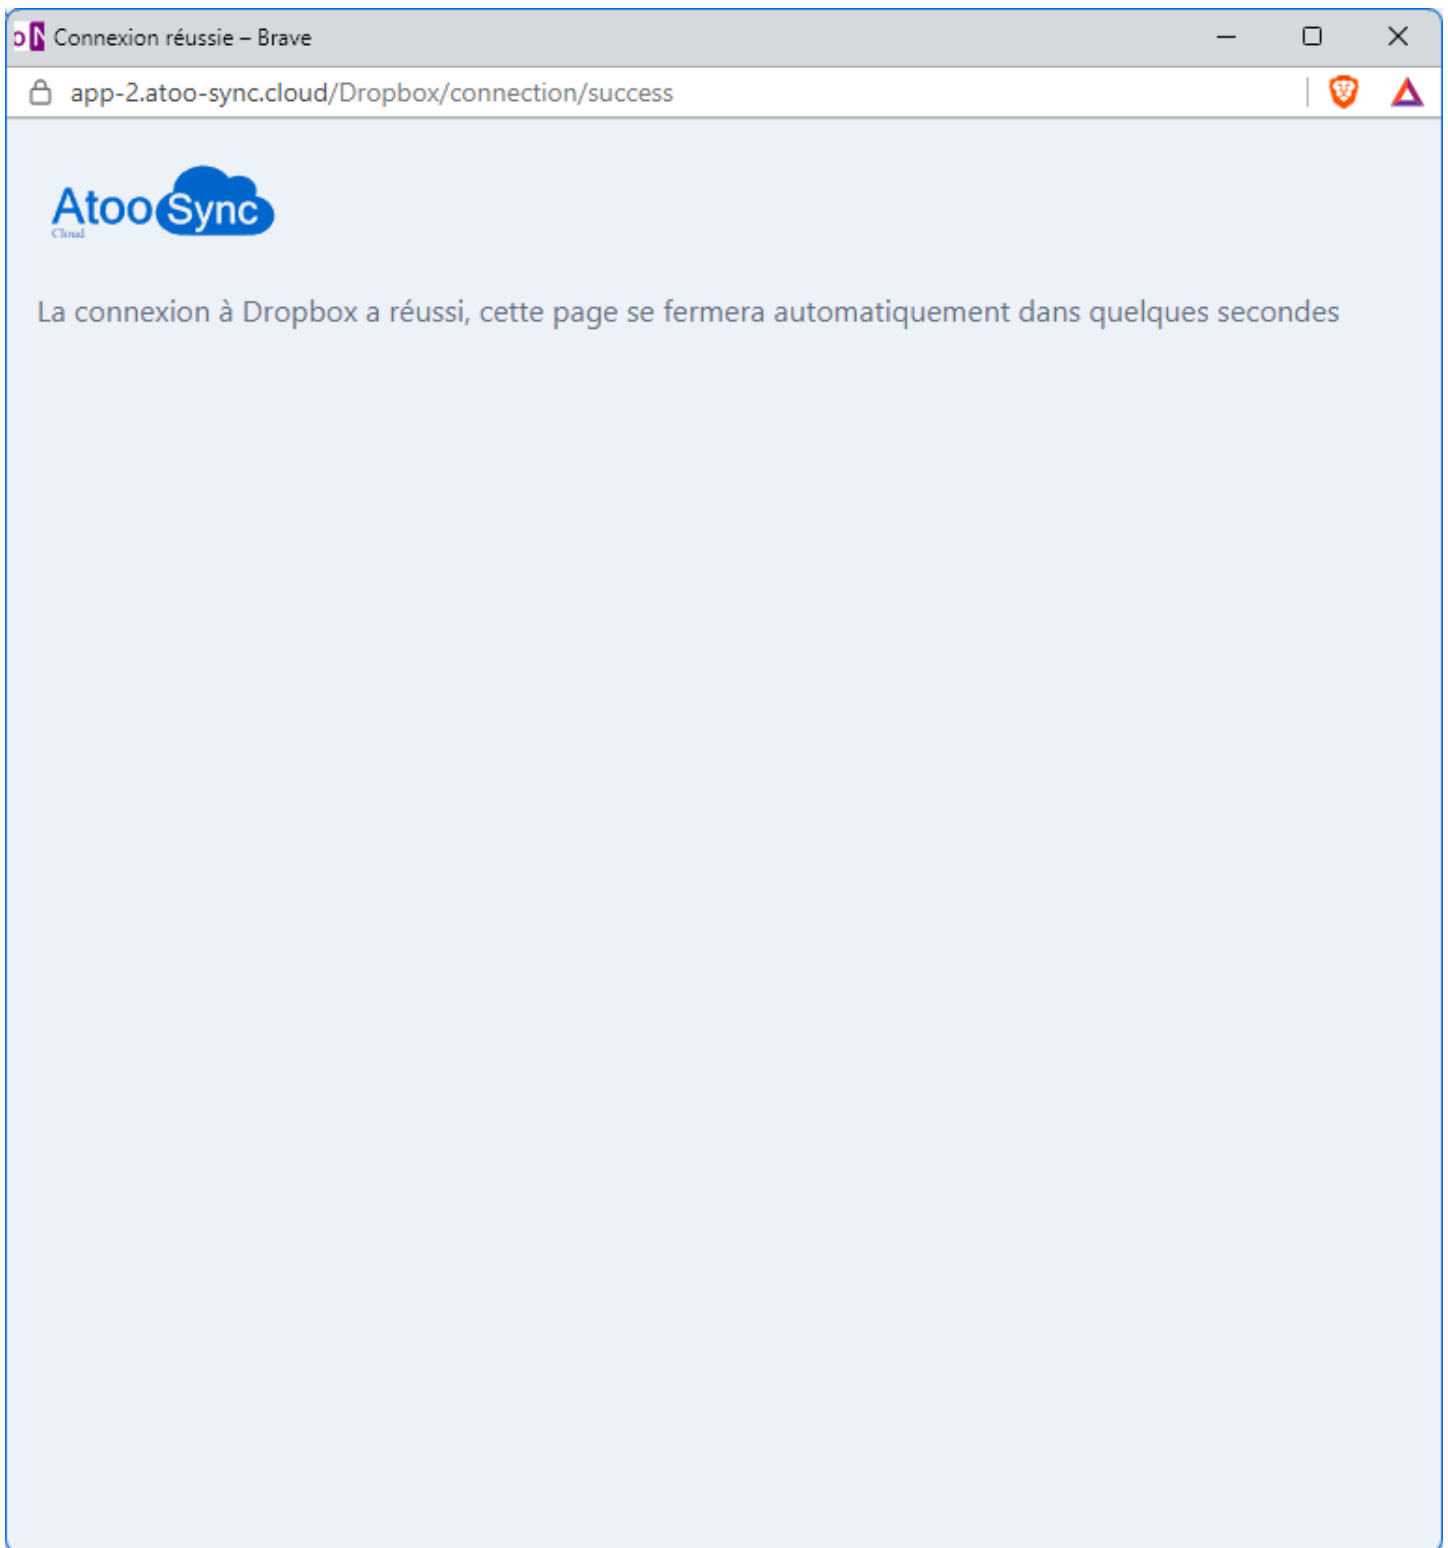 Connexion réussie – Brave
app-2.atoo-sync.cloud/Dropbox/connection/success
Atoo Sync
Cloud
La connexion à Dropbox a réussi, cette page se fermera automatiquement dans quelques secondes